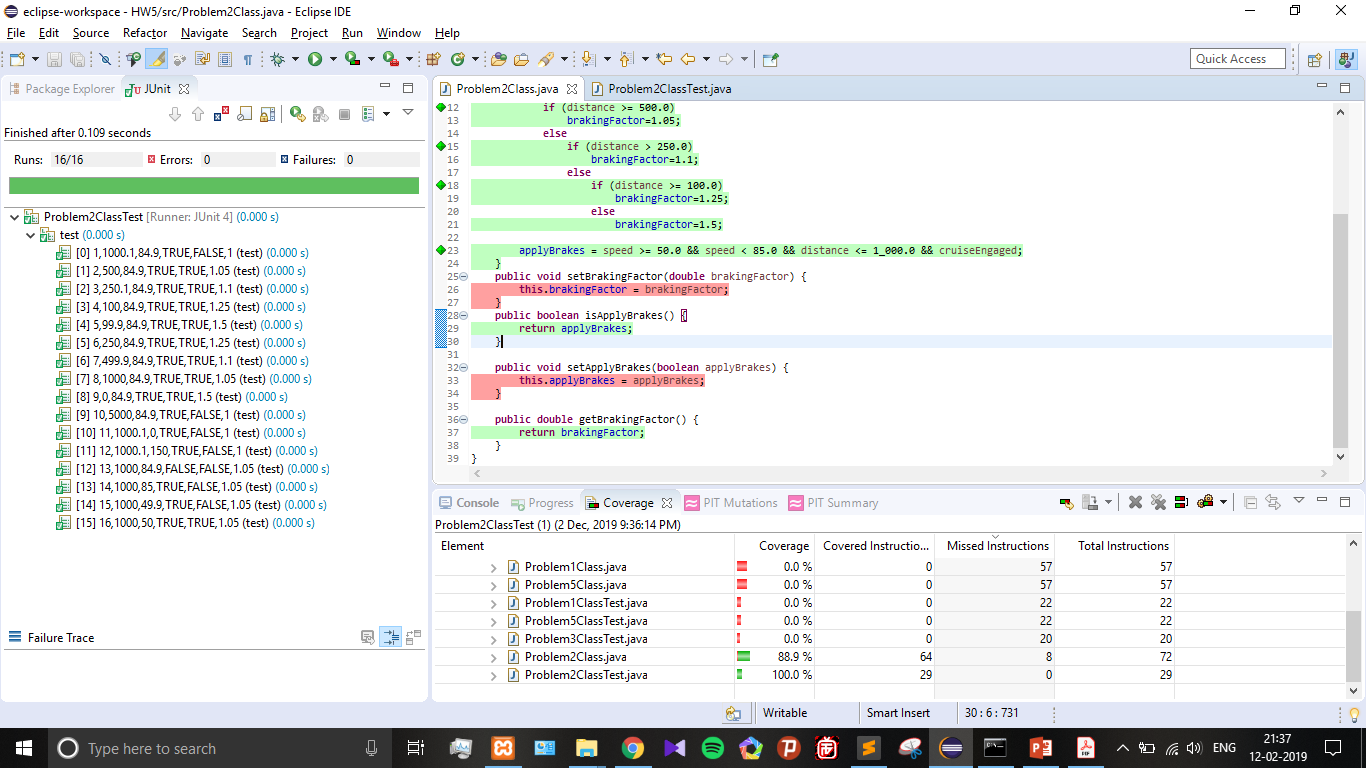 eclipse-workspace - HW5/src/Problem2Class.java - Eclipse IDE
File Edit Source Refactor Navigate Search Project Run Window Help
Quick Access
Package Explorer JUnit
Finished after 0.109 seconds
Runs: 16/16 Errors: 0 Failures: 0
Problem2ClassTest [Runner: JUnit 4] (0.000 s)
test (0.000 s)
[0] 1,1000.1,84.9,TRUE,FALSE,1 (test) (0.000 s)
[1] 2,500,84.9,TRUE,TRUE,1.05 (test) (0.000 s)
[2] 3,250.1,84.9,TRUE,TRUE,1.1 (test) (0.000 s)
[3] 4,100,84.9,TRUE,TRUE,1.25 (test) (0.000 s)
[4] 5,99.9,84.9,TRUE,TRUE,1.5 (test) (0.000 s)
[5] 6,250,84.9,TRUE,TRUE,1.25 (test) (0.000 s)
[6] 7,499.9,84.9,TRUE,TRUE,1.1 (test) (0.000 s)
[7] 8,1000,84.9,TRUE,TRUE,1.05 (test) (0.000 s)
[8] 9,0,84.9,TRUE,TRUE,1.5 (test) (0.000 s)
[9] 10,5000,84.9,TRUE,FALSE,1 (test) (0.000 s)
[10] 11,1000.1,0,TRUE,FALSE,1 (test) (0.000 s)
[11] 12,1000.1,150,TRUE,FALSE,1 (test) (0.000 s)
[12] 13,1000,84.9,FALSE,FALSE,1.05 (test) (0.000 s)
[13] 14,1000,85,TRUE,FALSE,1.05 (test) (0.000 s)
[14] 15,1000,49.9,TRUE,FALSE,1.05 (test) (0.000 s)
[15] 16,1000,50,TRUE,TRUE,1.05 (test) (0.000 s)
Failure Trace
Problem2Class.java Problem2ClassTest.java
12 if (distance >= 500.0)
13 brakingFactor=1.05;
14 else
15 if (distance > 250.0)
16 brakingFactor=1.1;
17 else
18 if (distance >= 100.0)
19 brakingFactor=1.25;
20 else
21 brakingFactor=1.5;
22
23 applyBrakes = speed >= 50.0 && speed < 85.0 && distance <= 1_000.0 && cruiseEngaged;
24 }
25 public void setBrakingFactor(double brakingFactor) {
26 this.brakingFactor = brakingFactor;
27 }
28 public boolean isApplyBrakes() {
29 return applyBrakes;
30 }
31
32 public void setApplyBrakes(boolean applyBrakes) {
33 this.applyBrakes = applyBrakes;
34 }
35
36 public double getBrakingFactor() {
37 return brakingFactor;
38 }
39 }
Console Progress Coverage PIT Mutations PIT Summary
Problem2ClassTest (1) (2 Dec, 2019 9:36:14 PM)
Element Coverage Covered Instructio... Missed Instructions Total Instructions
Problem1Class.java 0.0 % 0 57 57
Problem5Class.java 0.0 % 0 57 57
Problem1ClassTest.java 0.0 % 0 22 22
Problem5ClassTest.java 0.0 % 0 22 22
Problem3ClassTest.java 0.0 % 0 20 20
Problem2Class.java 88.9 % 64 8 72
Problem2ClassTest.java 100.0 % 29 0 29
Writable Smart Insert 30 : 6 : 731
Type here to search
ENG
21:37
12-02-2019